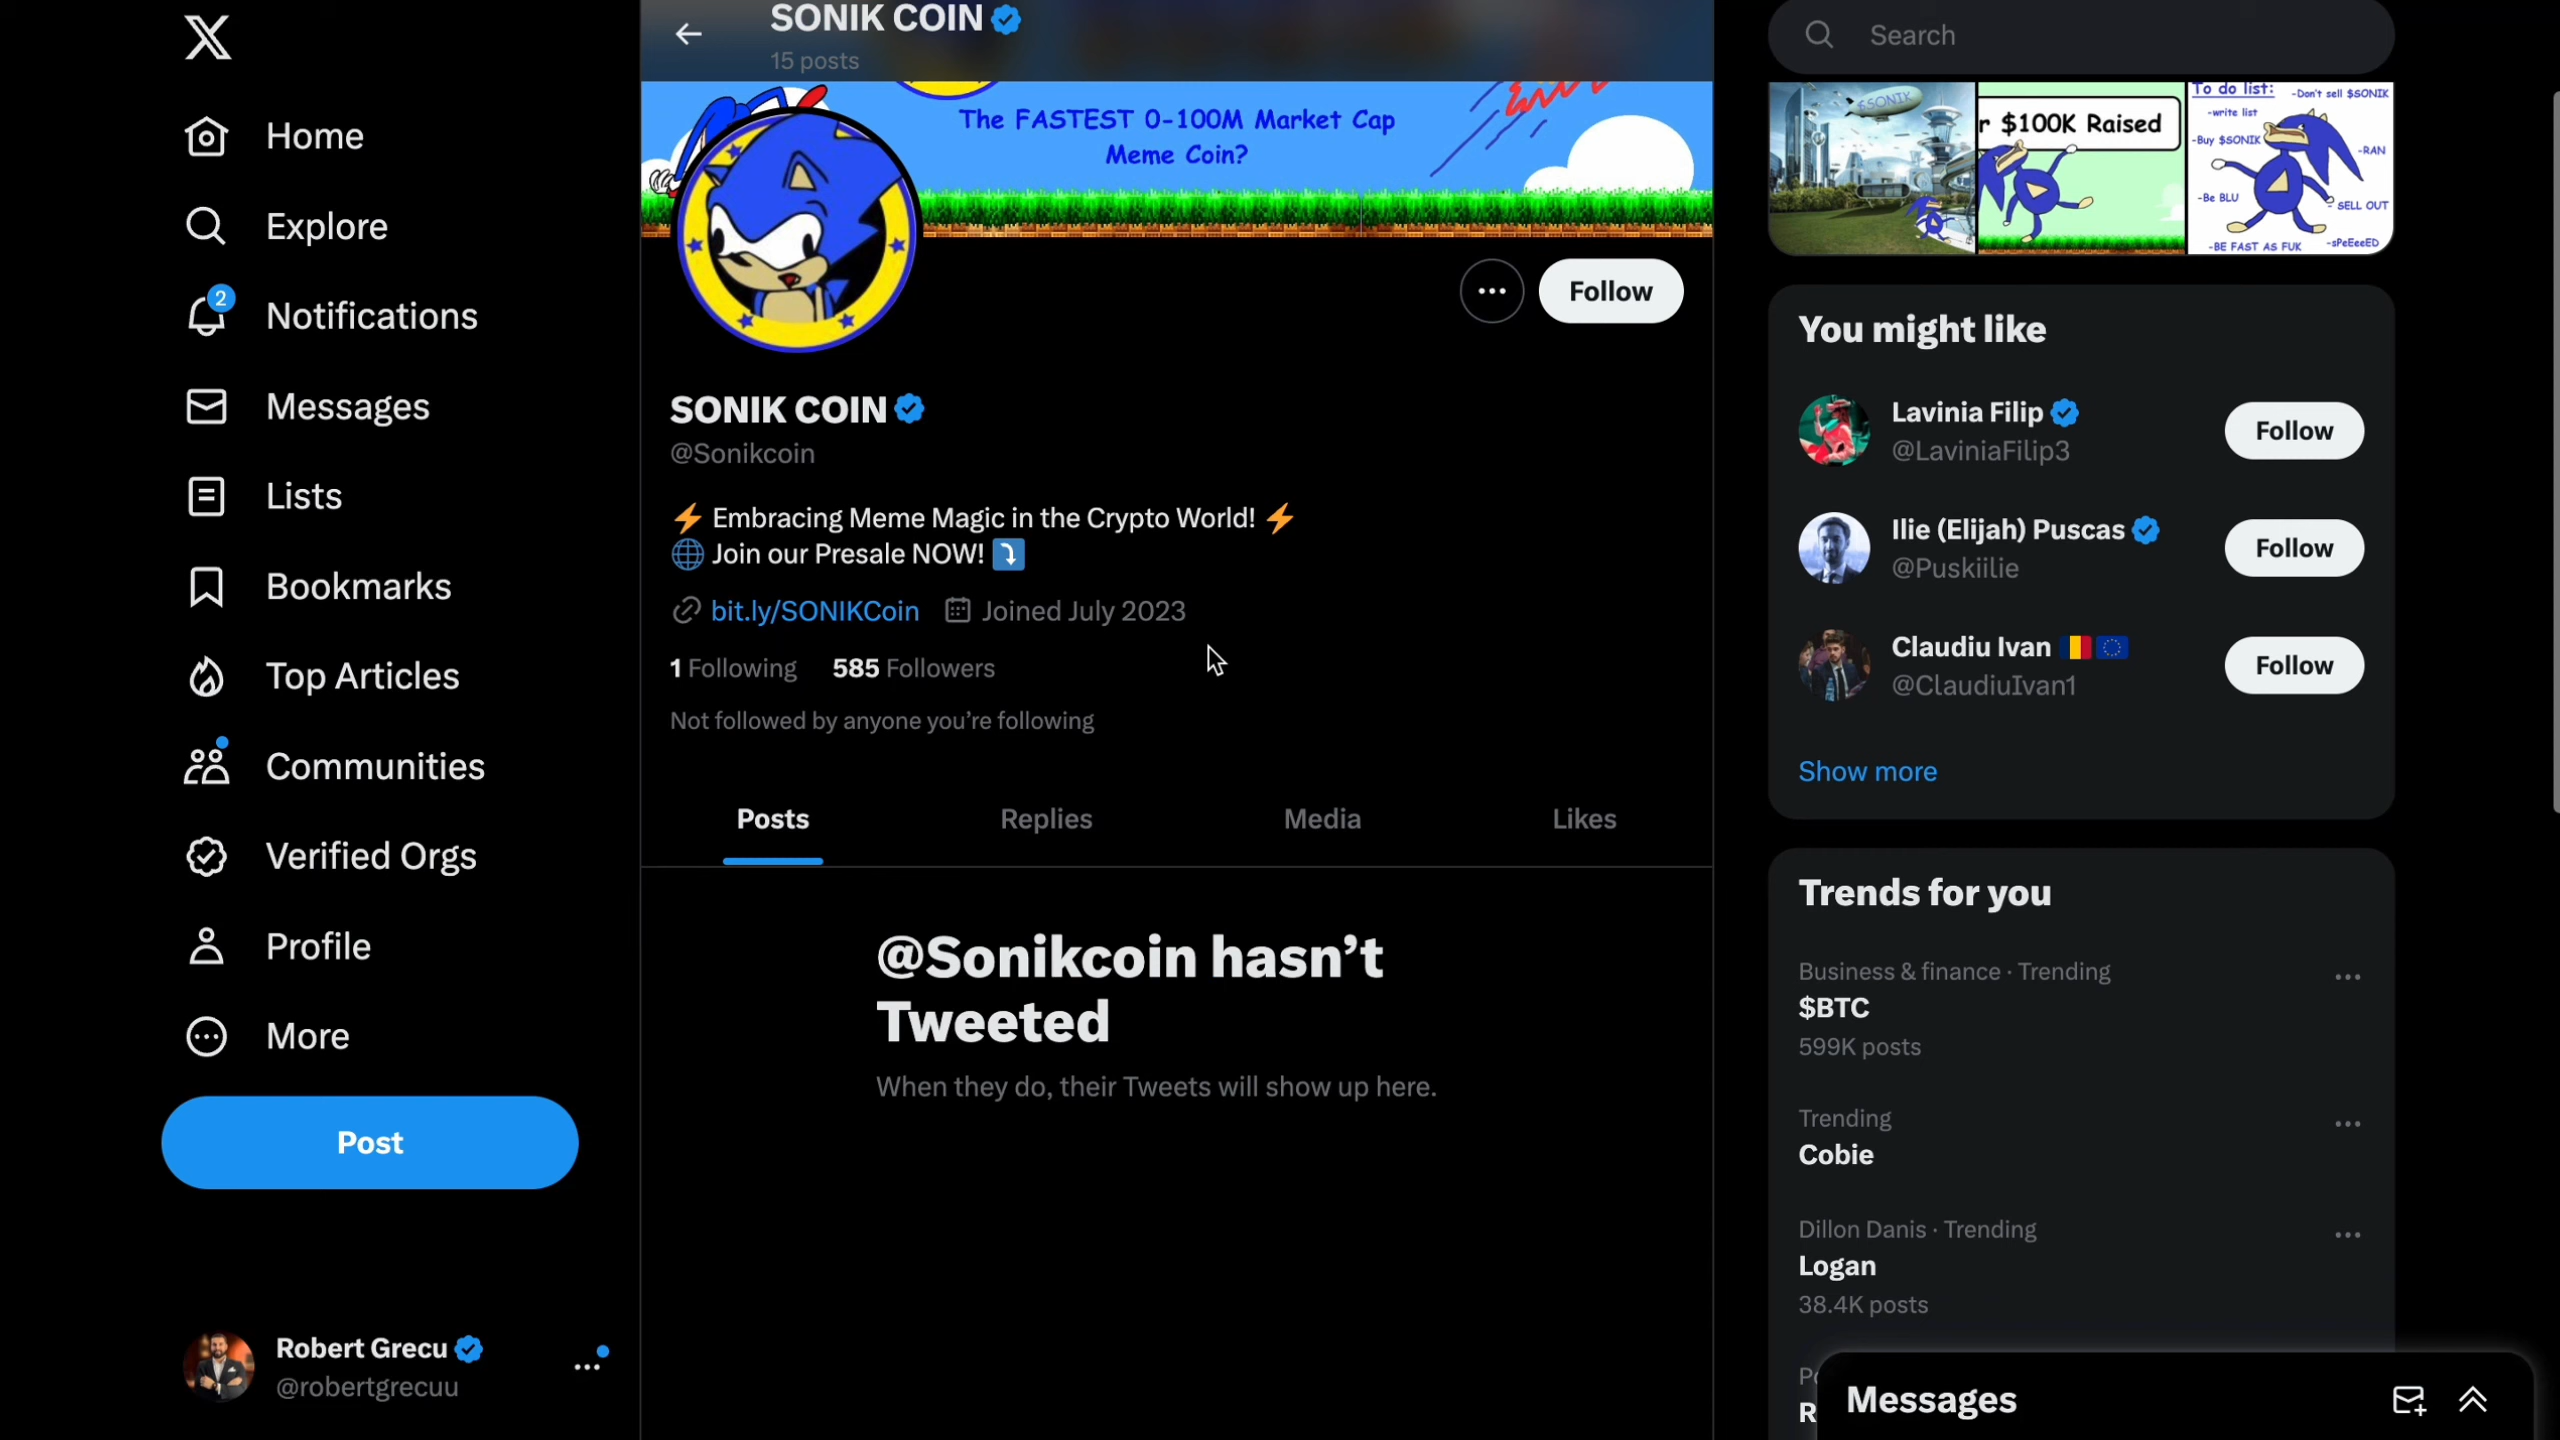 Home
Explore
2
Notifications
Messages
Lists
Bookmarks
Top Articles
Communities
Verified Orgs
Profile
More
Post
Robert Grecu
@robertgrecuu
SONIK COIN
15 posts
The FASTEST 0-100M Market Cap
Meme Coin?
Follow
SONIK COIN
@Sonikcoin
⚡ Embracing Meme Magic in the Crypto World! ⚡
🌐 Join our Presale NOW! ⤵️
bit.ly/SONIKCoin Joined July 2023
1 Following 585 Followers
Not followed by anyone you’re following
Posts Replies Media Likes
@Sonikcoin hasn’t
Tweeted
When they do, their Tweets will show up here.
Search
$SONIK
r $100K Raised
To do list:
-Don't sell $SONIK
-write list
-Buy $SONIK
-RAN
-Be BLU
-SELL OUT
-BE FAST AS FUK
-sPeEeeED
You might like
Lavinia Filip
@LaviniaFilip3
Follow
Ilie (Elijah) Puscas
@Puskiilie
Follow
Claudiu Ivan 🇷🇴 🇪🇺
@ClaudiuIvan1
Follow
Show more
Trends for you
Business & finance · Trending
$BTC
599K posts
Trending
Cobie
Dillon Danis · Trending
Logan
38.4K posts
Messages